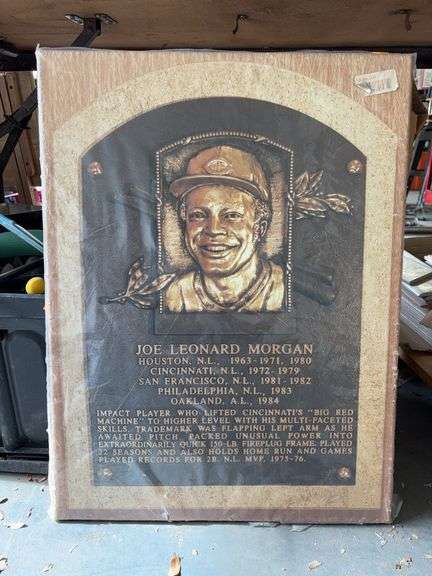 JOE LEONARD MORGAN
HOUSTON, N.L., 1963-1971, 1980
CINCINNATI, N.L., 1972-1979
SAN FRANCISCO, N.L., 1981-1982
PHILADELPHIA, N.L., 1983
OAKLAND, A.L., 1984
IMPACT PLAYER WHO LIFTED CINCINNATI'S "BIG RED
MACHINE" TO HIGHER LEVEL WITH HIS MULTI-FACETED
SKILLS. TRADEMARK WAS FLAPPING LEFT ARM AS HE
AWAITED PITCH. PACKED UNUSUAL POWER INTO
EXTRAORDINARILY QUICK 150-LB. FIREPLUG FRAME. PLAYED
22 SEASONS AND ALSO HOLDS HOME RUN AND GAMES
PLAYED RECORDS FOR 2B. N.L. MVP, 1975-76.